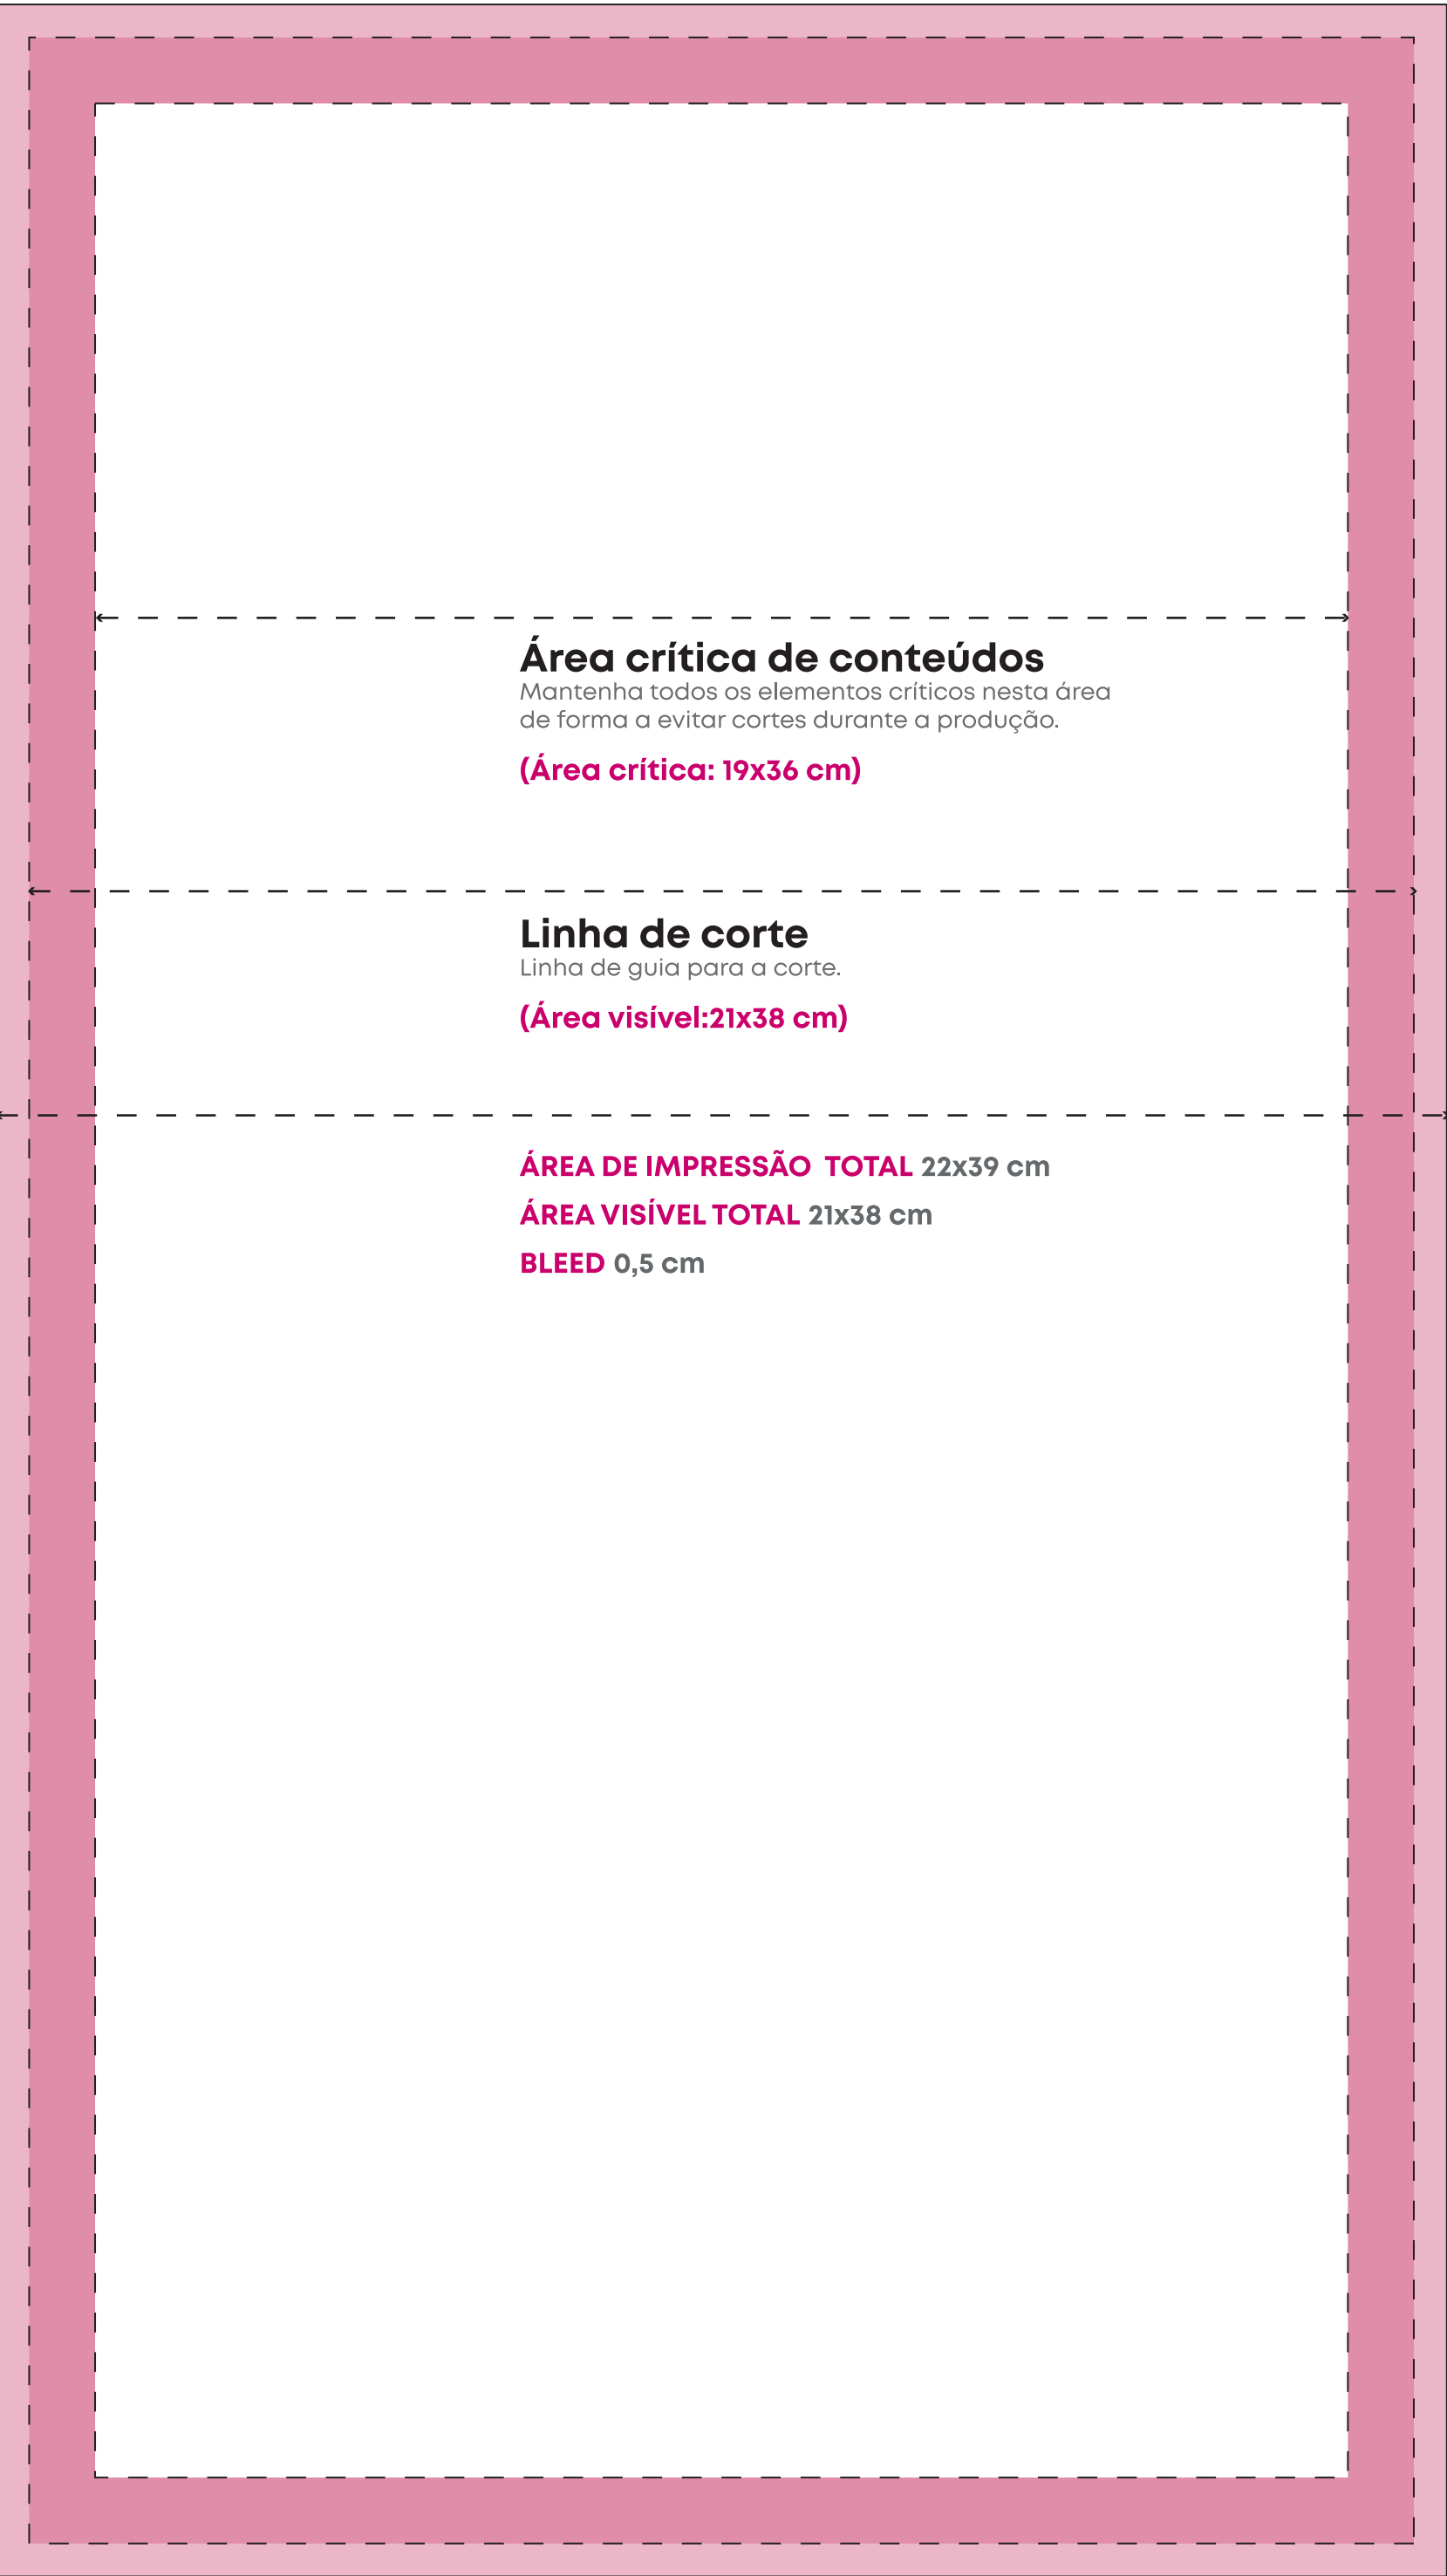 Área crítica de conteúdos
Mantenha todos os elementos críticos nesta área
de forma a evitar cortes durante a produção.
(Área crítica: 19x36 cm)
Linha de corte
Linha de guia para a corte.
(Área visível:21x38 cm)
ÁREA DE IMPRESSÃO TOTAL 22x39 cm
ÁREA VISÍVEL TOTAL 21x38 cm
BLEED 0,5 cm